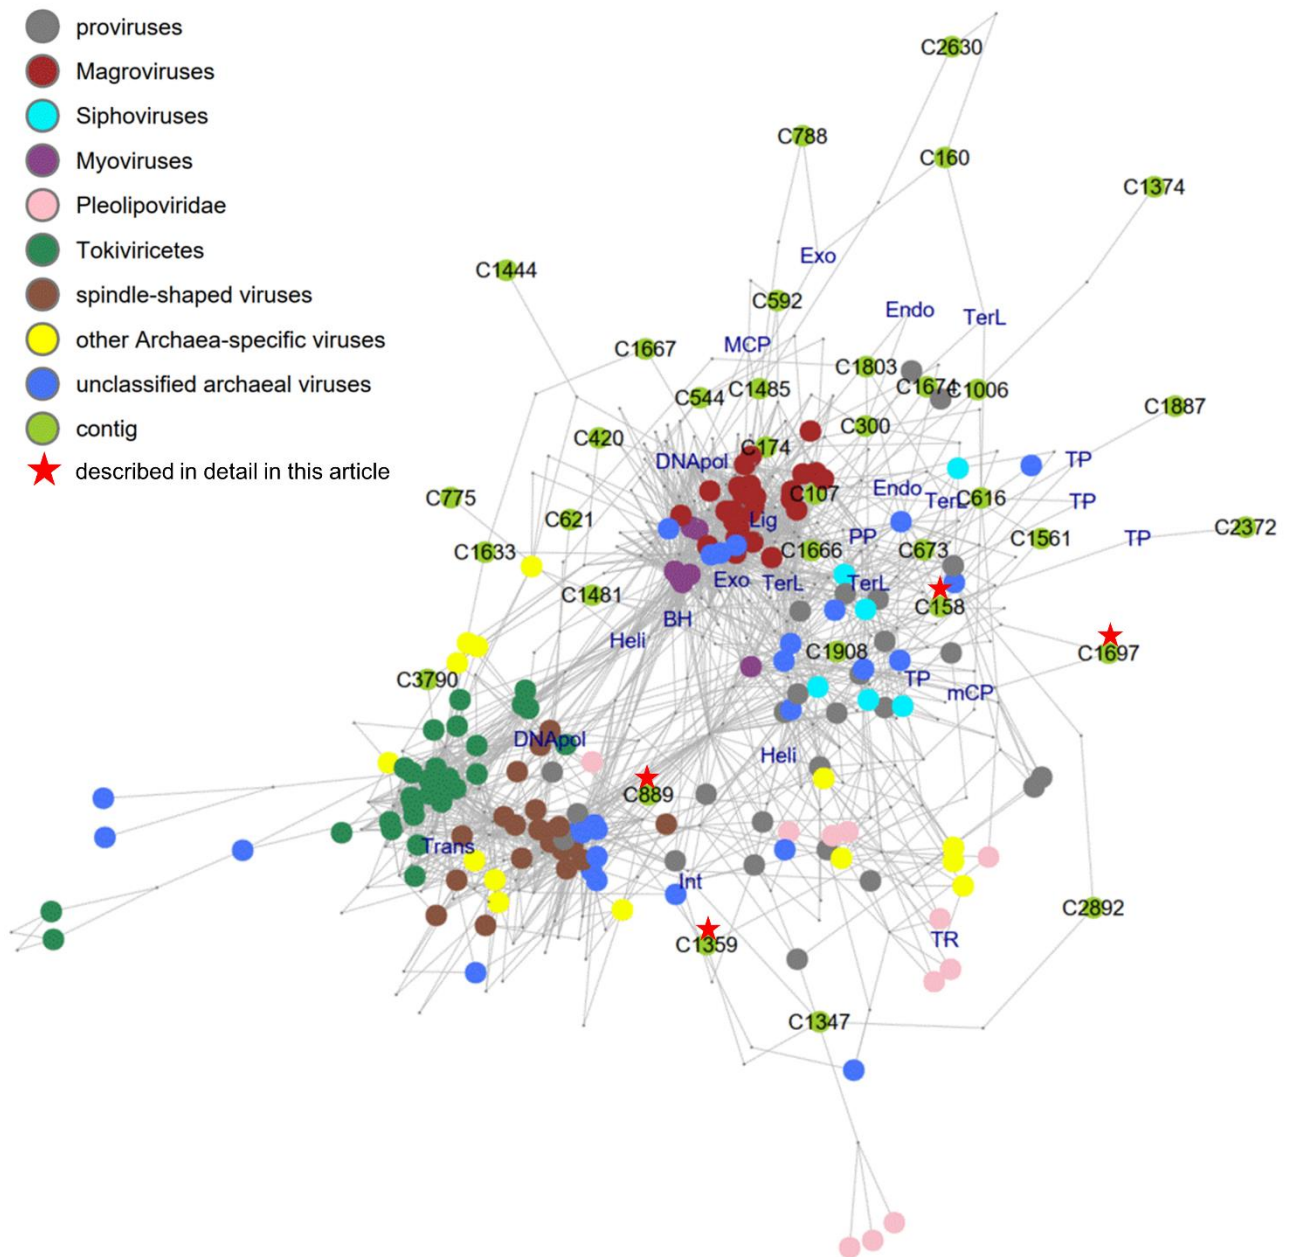 proviruses
Magroviruses
Siphoviruses
Myoviruses
Pleolipoviridae
Tokiviricetes
spindle-shaped viruses
other Archaea-specific viruses
unclassified archaeal viruses
contig
described in detail in this article
C2630
C788
C160
C1374
Exo
C1444
C592
Endo
TerL
MCP
C1667
C1803
C1674
C1006
C544
C1485
C1887
C300
C420
C174
DNApol
TP
Endo
C107
C775
TerL
C616
TP
Lig
C621
C2372
PP
C1561
TP
C1633
C1666
C673
Exo
TerL
TerL
C1481
C158
BH
Heli
C1908
C1697
C3790
TP
mCP
DNApol
Heli
C889
Trans
Int
C2892
TR
C1359
C1347